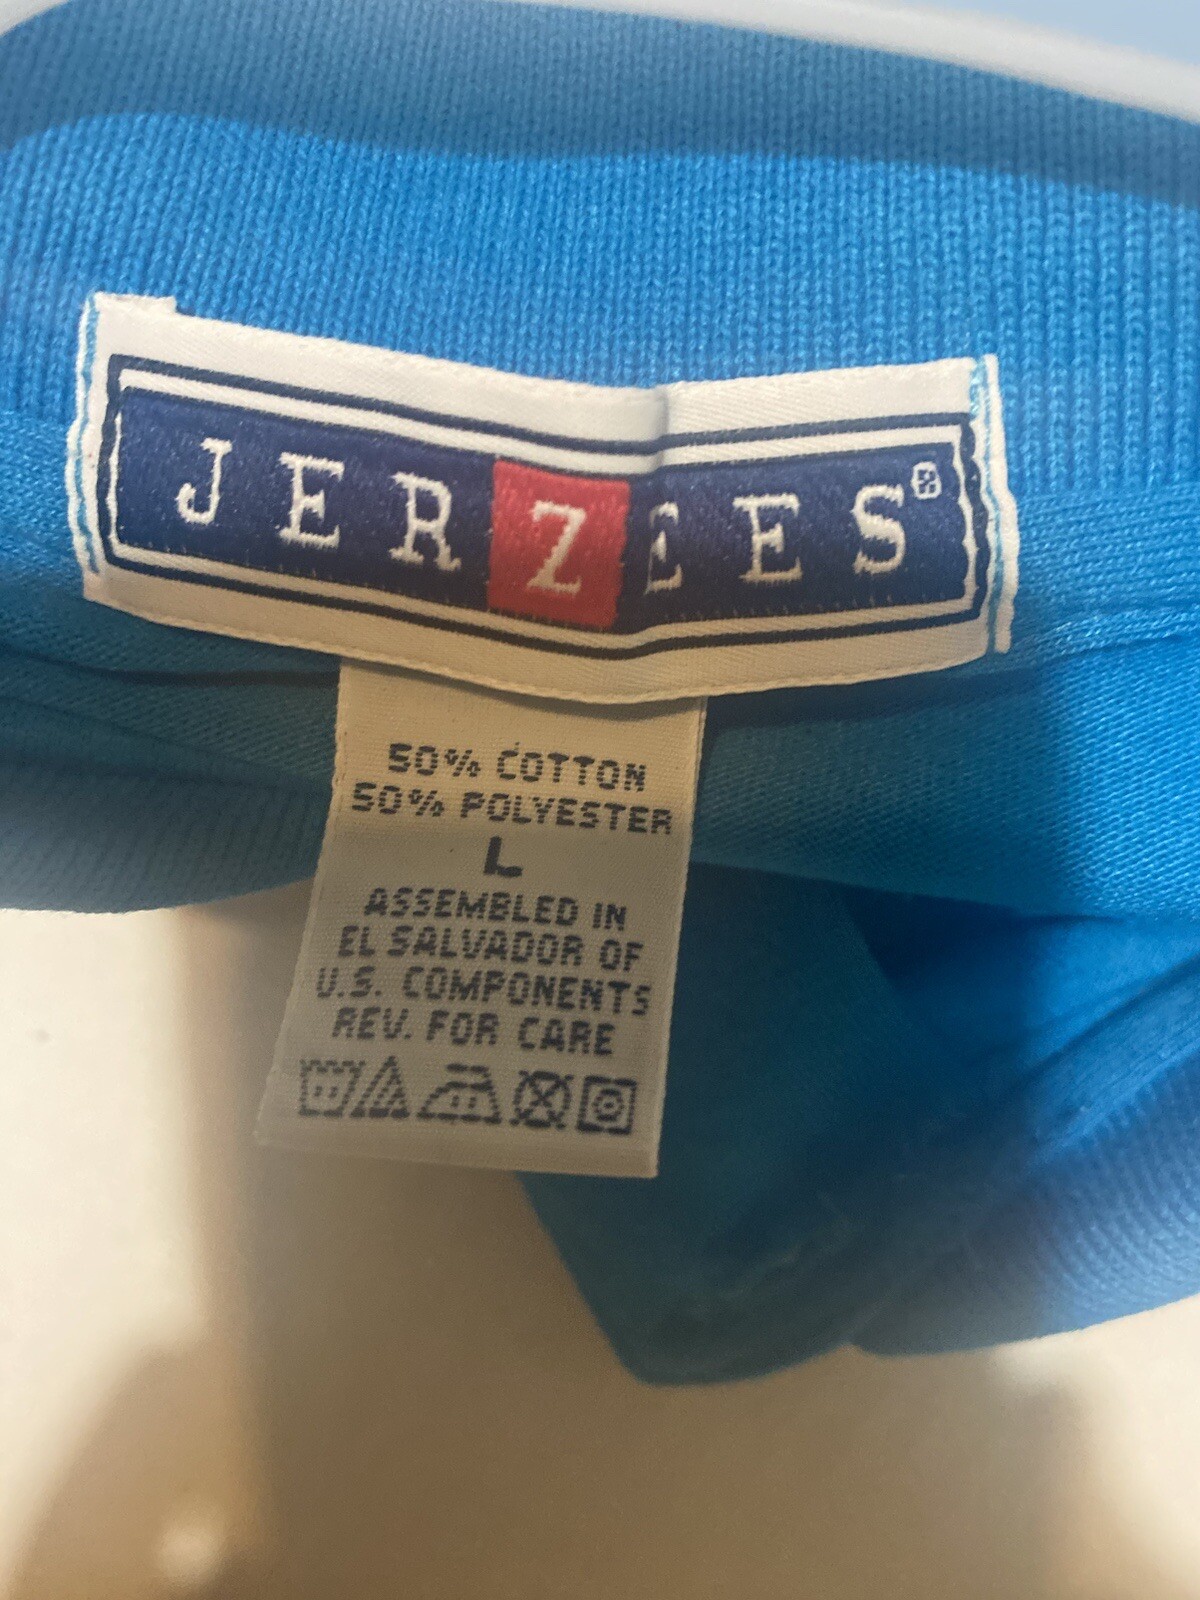 JERZEES®
50% COTTON
50% POLYESTER
L
ASSEMBLED IN
EL SALVADOR OF
U.S. COMPONENTS
REV. FOR CARE